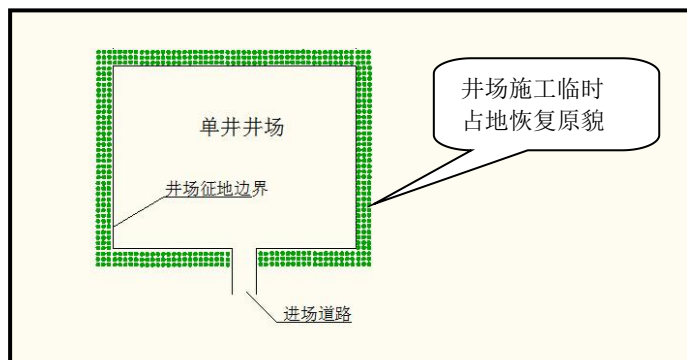 井场施工临时
占地恢复原貌
单井井场
井场征地边界
进场道路